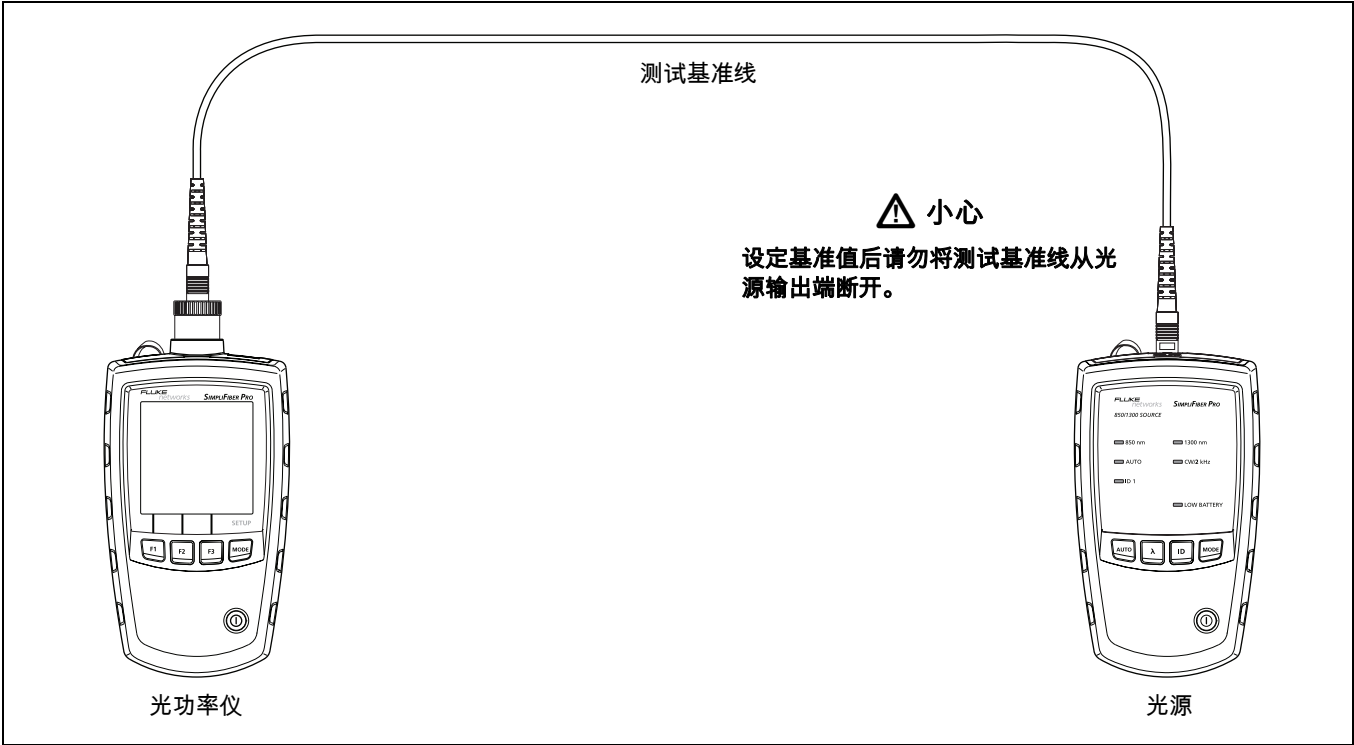 测试基准线
小心
设定基准值后请勿将测试基准线从光
源输出端断开。
FLUKE
networks SIMPLIFIBER PRO
SETUP
F1 F2 F3 MODE
光功率仪
FLUKE
networks SIMPLIFIBER PRO
850/1300 SOURCE
850 nm 1300 nm
AUTO CW/2 kHz
ID 1
LOW BATTERY
AUTO λ ID MODE
光源